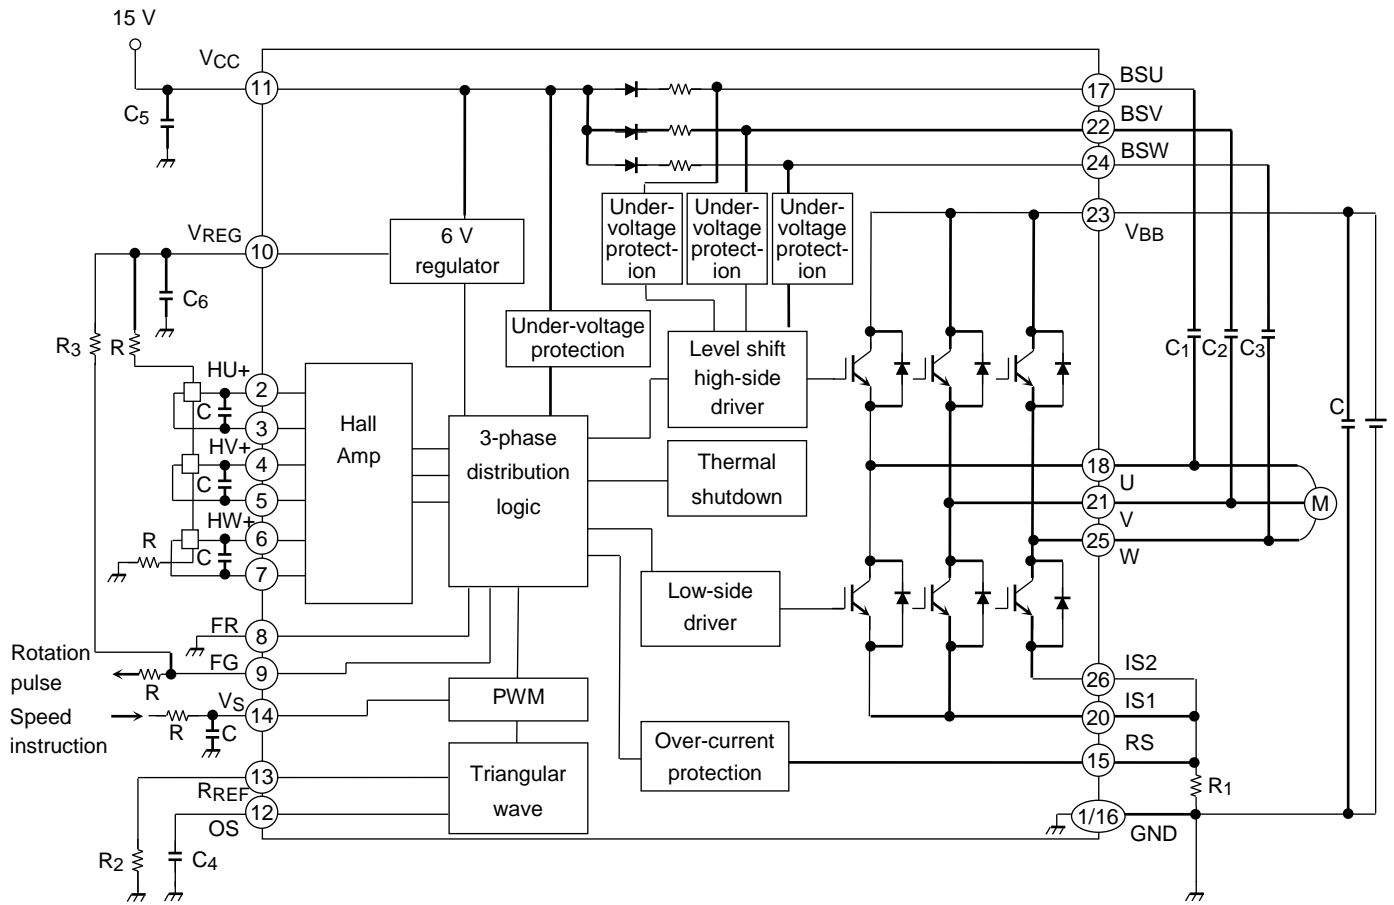 15 V
VCC
11
C5
17
BSU
22
BSV
24
BSW
Under-
voltage
protect-
ion
Under-
voltage
protect-
ion
Under-
voltage
protect-
ion
23
VBB
VREG
10
6 V
regulator
C6
R3
R
Under-voltage
protection
Level shift
high-side
driver
C1
C2
C3
C
HU+
2
C
3
HV+
4
C
5
HW+
6
R
C
7
Hall
Amp
3-phase
distribution
logic
Thermal
shutdown
18
U
21
V
25
W
M
Low-side
driver
FR
8
Rotation
pulse
R
FG
9
Speed
instruction
R
VS
C
14
PWM
26
IS2
20
IS1
15
RS
Over-current
protection
13
RREF
12
OS
Triangular
wave
R1
1/16
GND
R2
C4